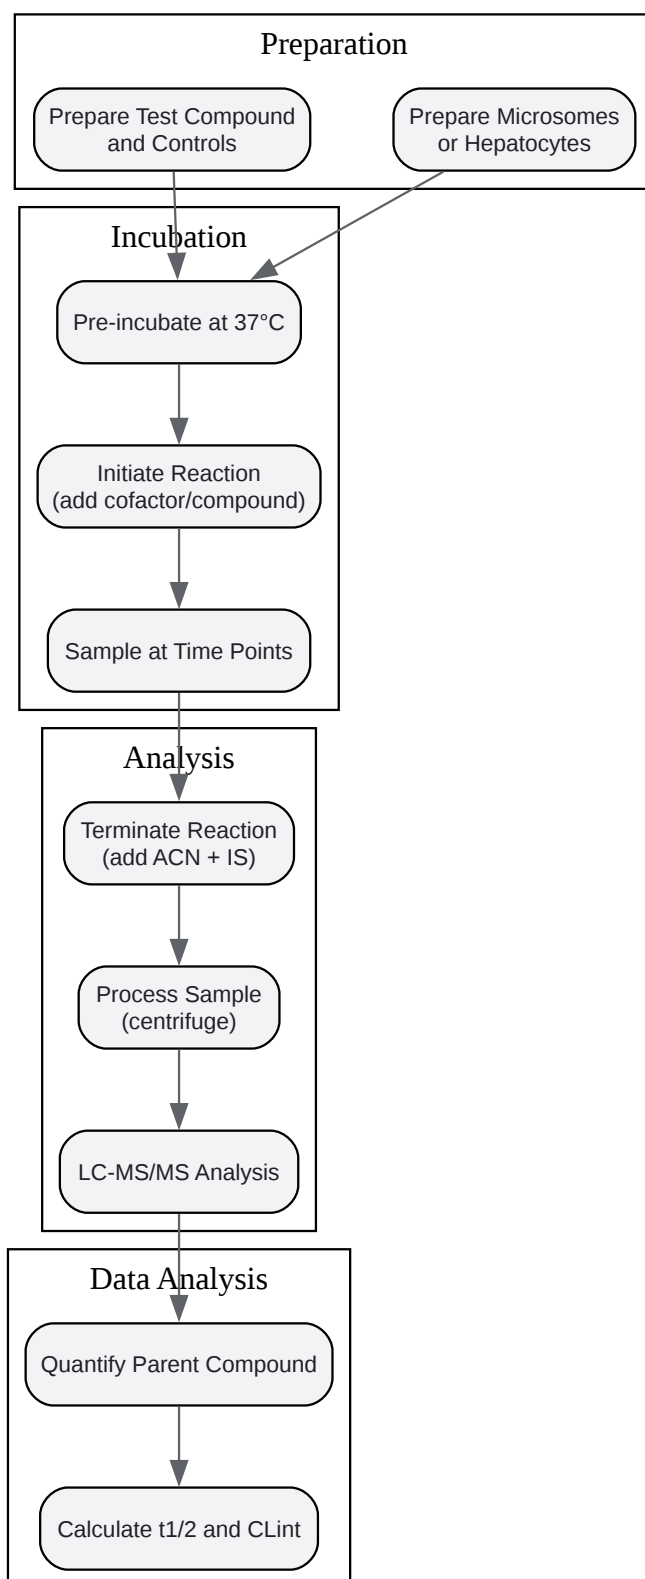 Preparation
Prepare Test Compound
and Controls
Prepare Microsomes
or Hepatocytes
Incubation
Pre-incubate at 37°C
Initiate Reaction
(add cofactor/compound)
Sample at Time Points
Analysis
Terminate Reaction
(add ACN + IS)
Process Sample
(centrifuge)
LC-MS/MS Analysis
Data Analysis
Quantify Parent Compound
Calculate t1/2 and CLint